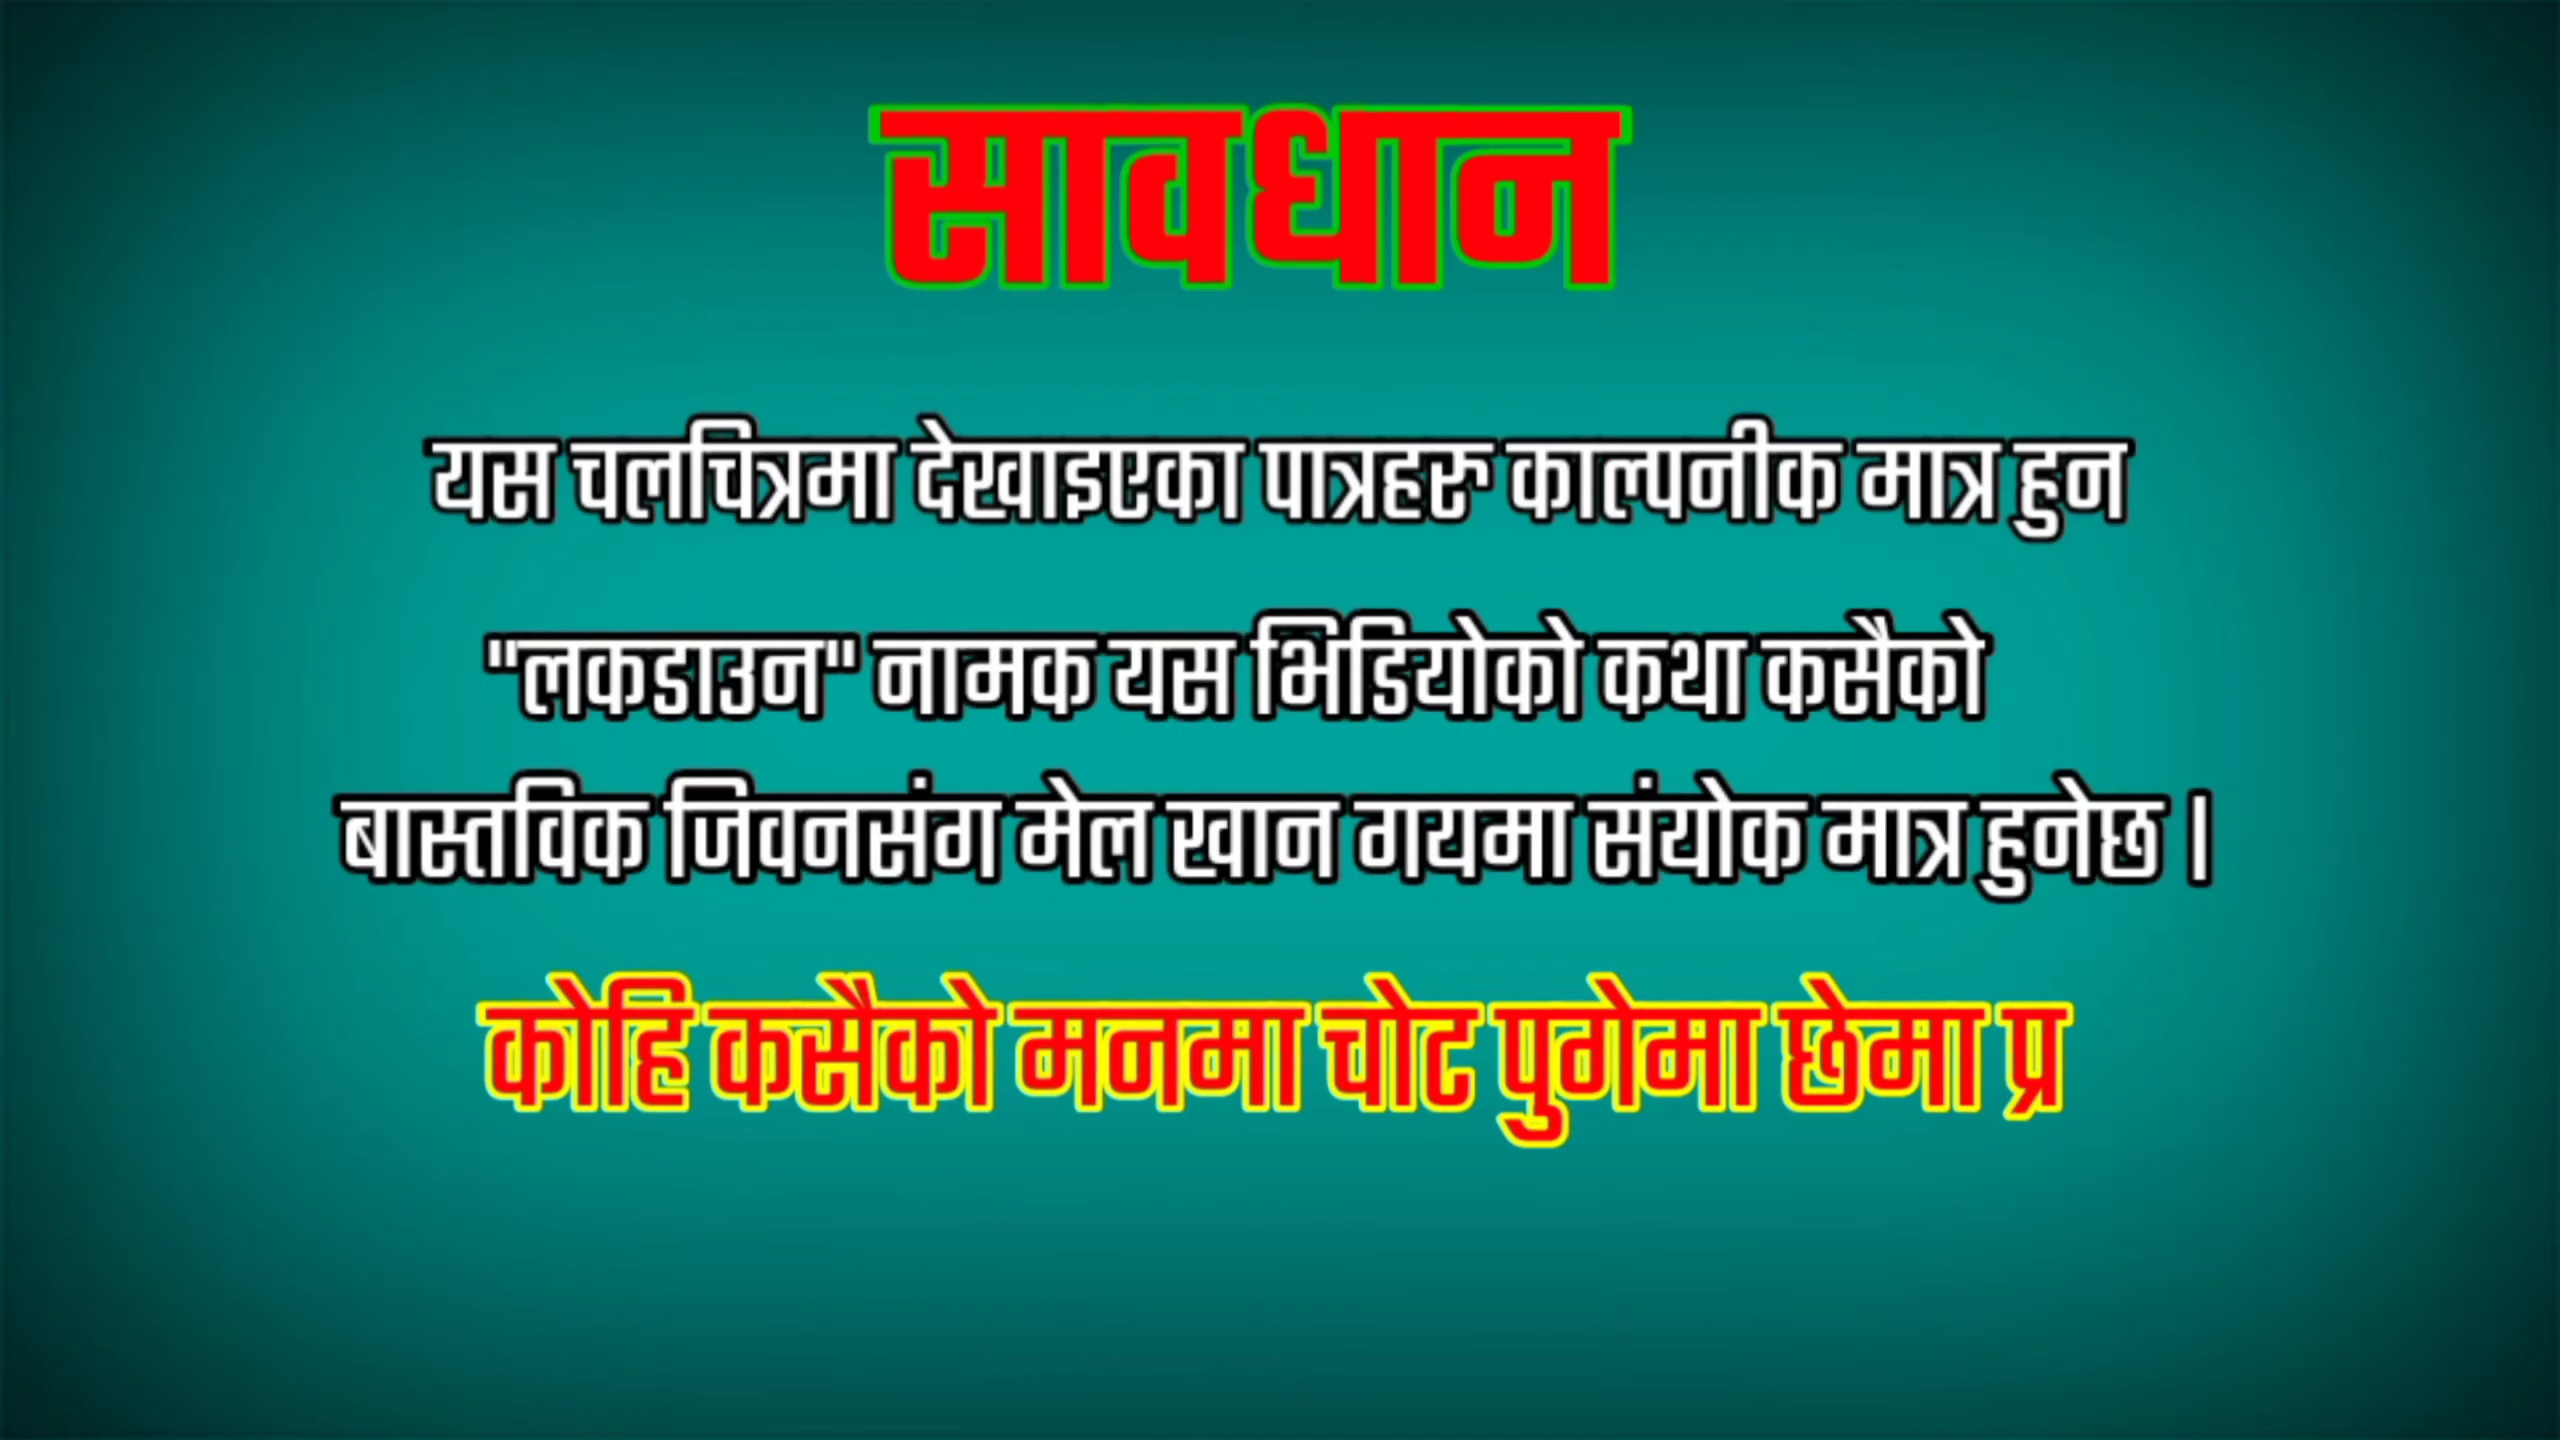 सावधान
यस चलचित्रमा देखाइएका पात्रहरु काल्पनीक मात्र हुन
"लकडाउन" नामक यस भिडियोको कथा कसैको
बास्तविक जिवनसंग मेल खान गयमा संयोक मात्र हुनेछ ।
कोहि कसैको मनमा चोट पुगेमा छेमा प्र